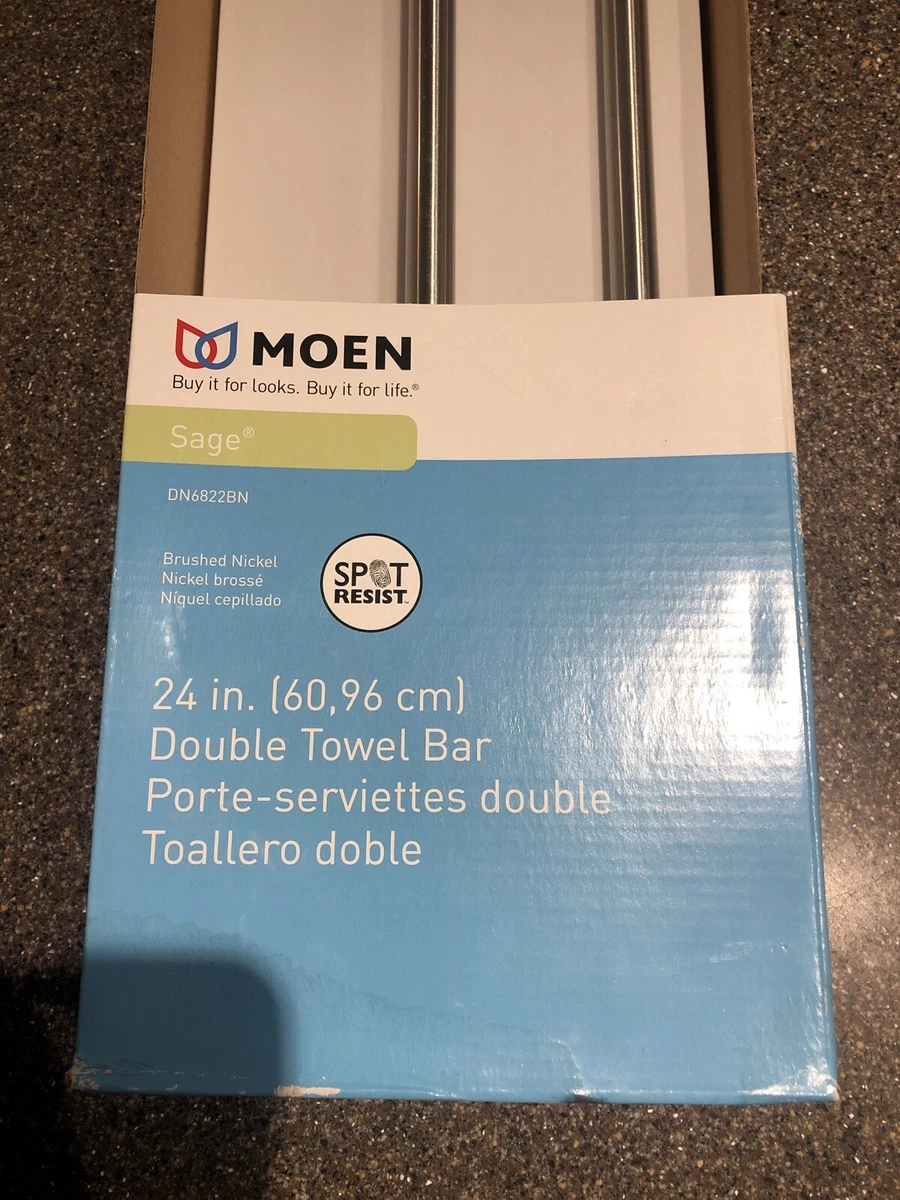 MOEN
Buy it for looks. Buy it for life.®
Sage®
DN6822BN
Brushed Nickel
Nickel brossé
Níquel cepillado
SPOT
RESIST™
24 in. (60,96 cm)
Double Towel Bar
Porte-serviettes double
Toallero doble